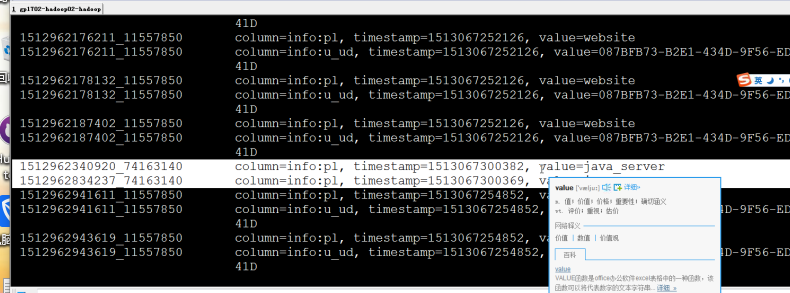 1 gp1702-hadoop02-hadoop
41D
1512962176211_11557850 column=info:pl, timestamp=1513067252126, value=website
1512962176211_11557850 column=info:u_ud, timestamp=1513067252126, value=087BFB73-B2E1-434D-9F56-ED
41D
1512962178132_11557850 column=info:pl, timestamp=1513067252126, value=website
1512962178132_11557850 column=info:u_ud, timestamp=1513067252126, value=087BFB73-B2E1-434D-9F56-ED
41D
1512962187402_11557850 column=info:pl, timestamp=1513067252126, value=website
1512962187402_11557850 column=info:u_ud, timestamp=1513067252126, value=087BFB73-B2E1-434D-9F56-ED
41D
1512962340920_74163140 column=info:pl, timestamp=1513067300382, value=java_server
1512962834237_74163140 column=info:pl, timestamp=1513067300369,
1512962941611_11557850 column=info:pl, timestamp=1513067254852,
1512962941611_11557850 column=info:u_ud, timestamp=1513067254852,
41D
1512962943619_11557850 column=info:pl, timestamp=1513067254852,
1512962943619_11557850 column=info:u_ud, timestamp=1513067254852,
41D
英
value ['vælju:] 详细»
n. 值;价值;价格;重要性;确切涵义
vt. 评价;重视;估价
网络释义
价值 | 数值 | 价值观
百科
value
VALUE函数是office办公软件excel表格中的一种函数,该
函数可以将代表数字的文本字符串... 详细 »